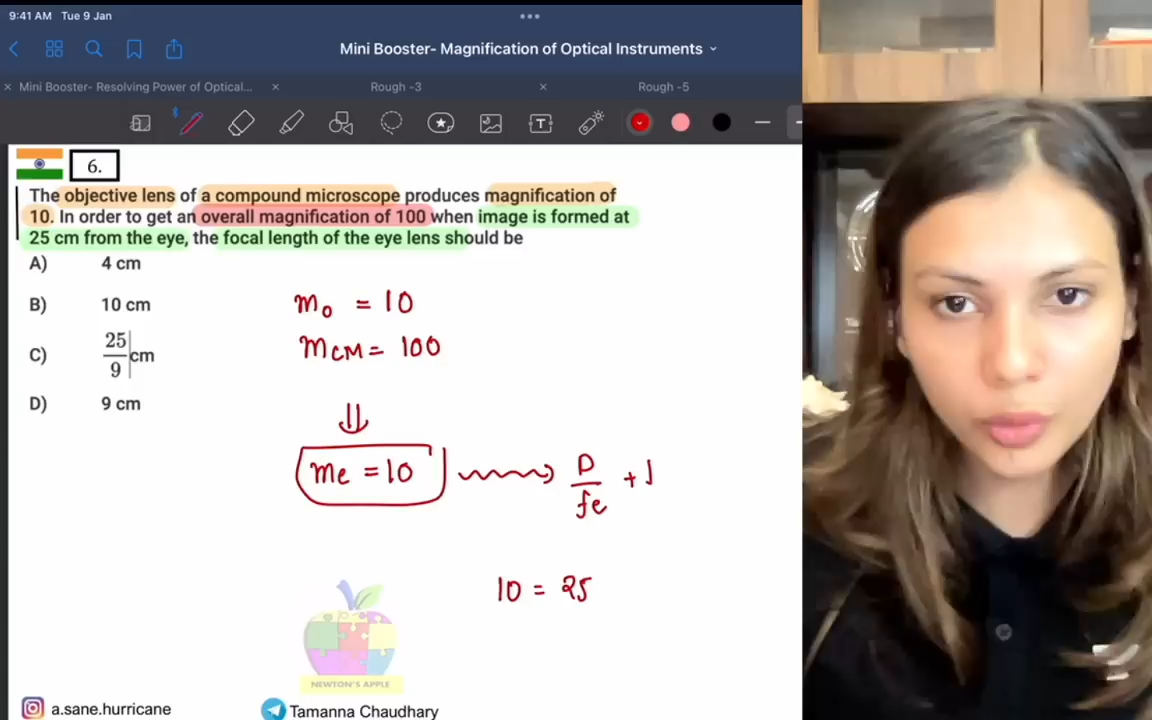 9:41 AM Tue 9 Jan
Mini Booster- Magnification of Optical Instruments
Mini Booster- Resolving Power of Optical...
Rough -3
Rough -5
6.
The objective lens of a compound microscope produces magnification of
10. In order to get an overall magnification of 100 when image is formed at
25 cm from the eye, the focal length of the eye lens should be
A) 4 cm
B) 10 cm
C) 25/9 cm
D) 9 cm
mo = 10
mCM = 100
me = 10
D/fe + 1
10 = 25
NEWTON'S APPLE
a.sane.hurricane
Tamanna Chaudhary